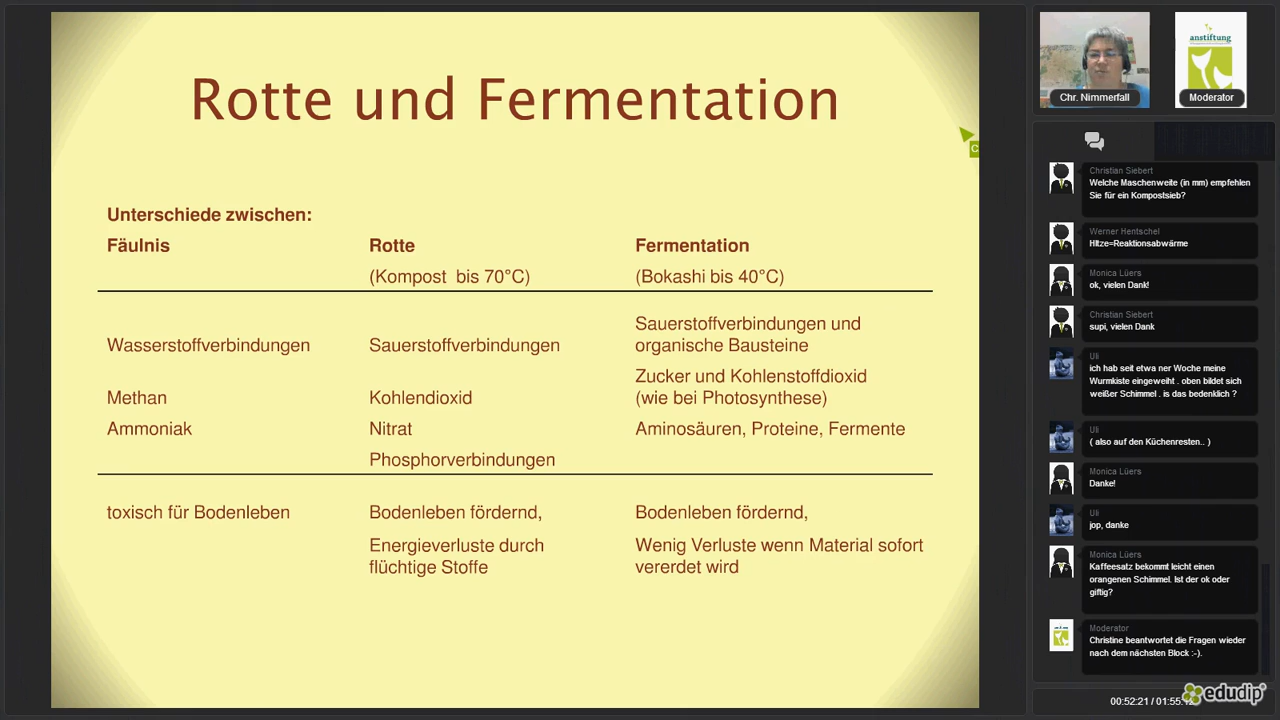 Rotte und Fermentation
Unterschiede zwischen:
Fäulnis Rotte Fermentation
(Kompost bis 70°C) (Bokashi bis 40°C)
Sauerstoffverbindungen und
Wasserstoffverbindungen Sauerstoffverbindungen organische Bausteine
Zucker und Kohlenstoffdioxid
Methan Kohlendioxid (wie bei Photosynthese)
Ammoniak Nitrat Aminosäuren, Proteine, Fermente
Phosphorverbindungen
toxisch für Bodenleben Bodenleben fördernd, Bodenleben fördernd,
Energieverluste durch Wenig Verluste wenn Material sofort
flüchtige Stoffe vererdet wird
C
anstiftung
Chr. Nimmerfall
Moderator
Christian Siebert
Welche Maschenweite (in mm) empfehlen
Sie für ein Kompostsieb?
Werner Hentschel
HItze=Reaktionsabwärme
Monica Lüers
ok, vielen Dank!
Christian Siebert
supi, vielen Dank
Uli
ich hab seit etwa ner Woche meine
Wurmkiste eingeweiht . oben bildet sich
weißer Schimmel . is das bedenklich ?
Uli
( also auf den Küchenresten.. )
Monica Lüers
Danke!
Uli
jop, danke
Monica Lüers
Kaffeesatz bekommt leicht einen
orangenen Schimmel. Ist der ok oder
giftig?
Moderator
Christine beantwortet die Fragen wieder
nach dem nächsten Block :-).
00:52:21 /
edudip